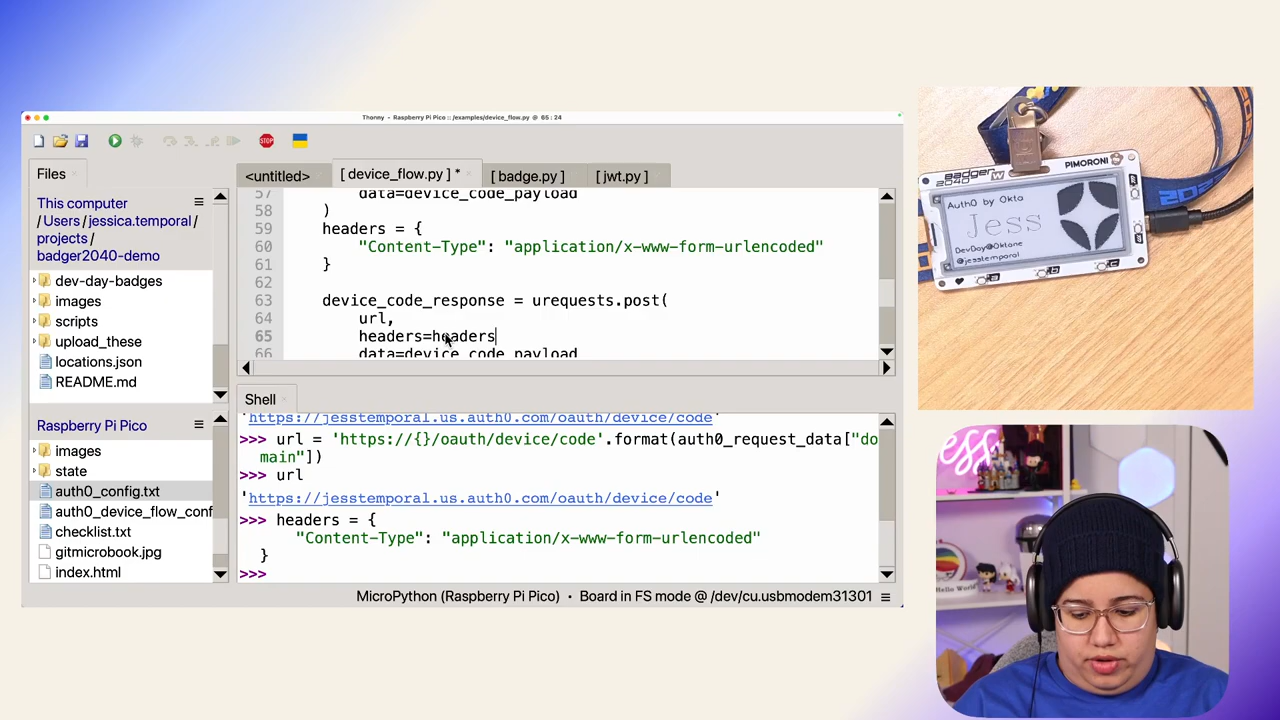 Thonny - Raspberry Pi Pico :: /examples/device_flow.py @ 65 : 24
Files
This computer
/ Users / jessica.temporal /
projects /
badger2040-demo
dev-day-badges
images
scripts
upload_these
locations.json
README.md
Raspberry Pi Pico
images
state
auth0_config.txt
auth0_device_flow_conf
checklist.txt
gitmicrobook.jpg
index.html
<untitled>
[ device_flow.py ] *
[ badge.py ]
[ jwt.py ]
57 data=device_code_payload
58 )
59 headers = {
60 "Content-Type": "application/x-www-form-urlencoded"
61 }
62
63 device_code_response = urequests.post(
64 url,
65 headers=headers
66 data=device_code_payload
Shell
'https://jesstemporal.us.auth0.com/oauth/device/code'
>>> url = 'https://{}/oauth/device/code'.format(auth0_request_data["do
main"])
>>> url
'https://jesstemporal.us.auth0.com/oauth/device/code'
>>> headers = {
"Content-Type": "application/x-www-form-urlencoded"
}
>>>
MicroPython (Raspberry Pi Pico) • Board in FS mode @ /dev/cu.usbmodem31301 ≡
STOP
badger
2040 W
PIMORONI
Auth0 by Okta
Jess
DevDay@Oktane
@jesstemporal
a
b
c
Hello World